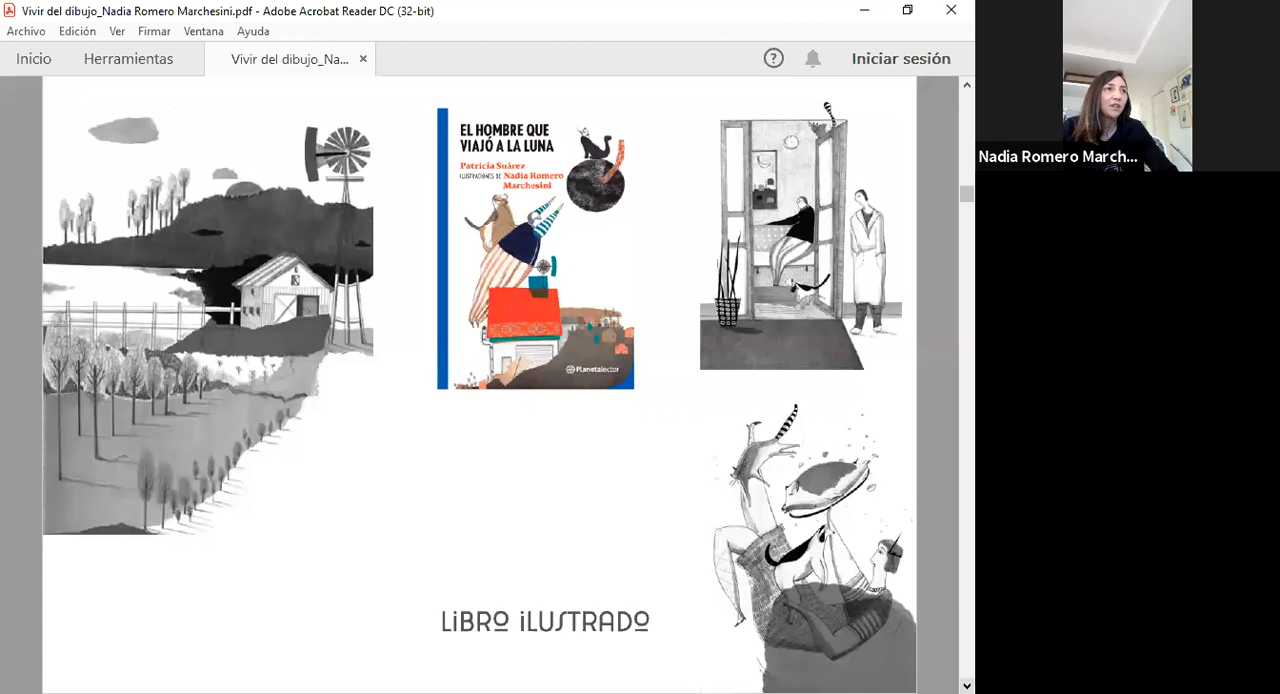 Vivir del dibujo_Nadia Romero Marchesini.pdf - Adobe Acrobat Reader DC (32-bit)
Archivo Edición Ver Firmar Ventana Ayuda
Inicio Herramientas Vivir del dibujo_Na... × Iniciar sesión
EL HOMBRE QUE
VIAJÓ A LA LUNA
Patricia Suárez
ILUSTRACIONES DE Nadia Romero
Marchesini
Planetalector
LiBRO iLUSTRADO
Nadia Romero March...